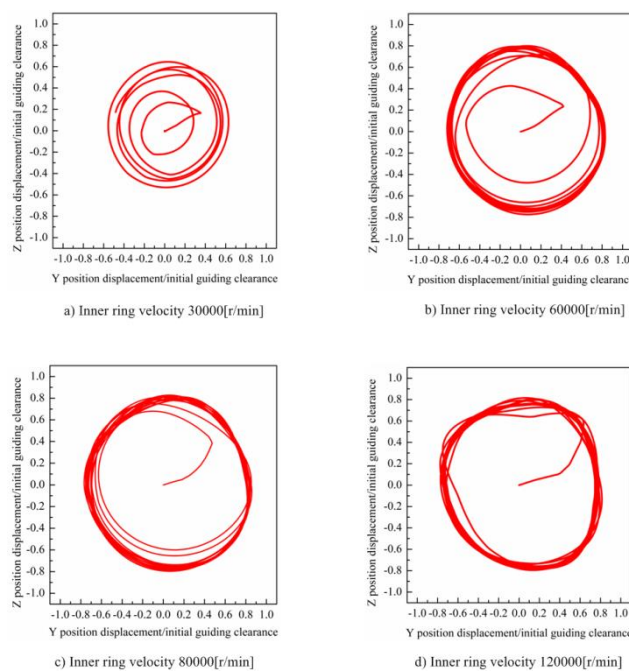 1.0
0.8
0.6
0.4
0.2
0.0
-0.2
-0.4
-0.6
-0.8
-1.0
Z position displacement/initial guiding clearance
-1.0 -0.8 -0.6 -0.4 -0.2 0.0 0.2 0.4 0.6 0.8 1.0
Y position displacement/initial guiding clearance
a) Inner ring velocity 30000[r/min]
1.0
0.8
0.6
0.4
0.2
0.0
-0.2
-0.4
-0.6
-0.8
-1.0
Z position displacement/initial guiding clearance
-1.0 -0.8 -0.6 -0.4 -0.2 0.0 0.2 0.4 0.6 0.8 1.0
Y position displacement/initial guiding clearance
b) Inner ring velocity 60000[r/min]
1.0
0.8
0.6
0.4
0.2
0.0
-0.2
-0.4
-0.6
-0.8
-1.0
Z position displacement/initial guiding clearance
-1.0 -0.8 -0.6 -0.4 -0.2 0.0 0.2 0.4 0.6 0.8 1.0
Y position displacement/initial guiding clearance
c) Inner ring velocity 80000[r/min]
1.0
0.8
0.6
0.4
0.2
0.0
-0.2
-0.4
-0.6
-0.8
-1.0
Z position displacement/initial guiding clearance
-1.0 -0.8 -0.6 -0.4 -0.2 0.0 0.2 0.4 0.6 0.8 1.0
Y position displacement/initial guiding clearance
d) Inner ring velocity 120000[r/min]